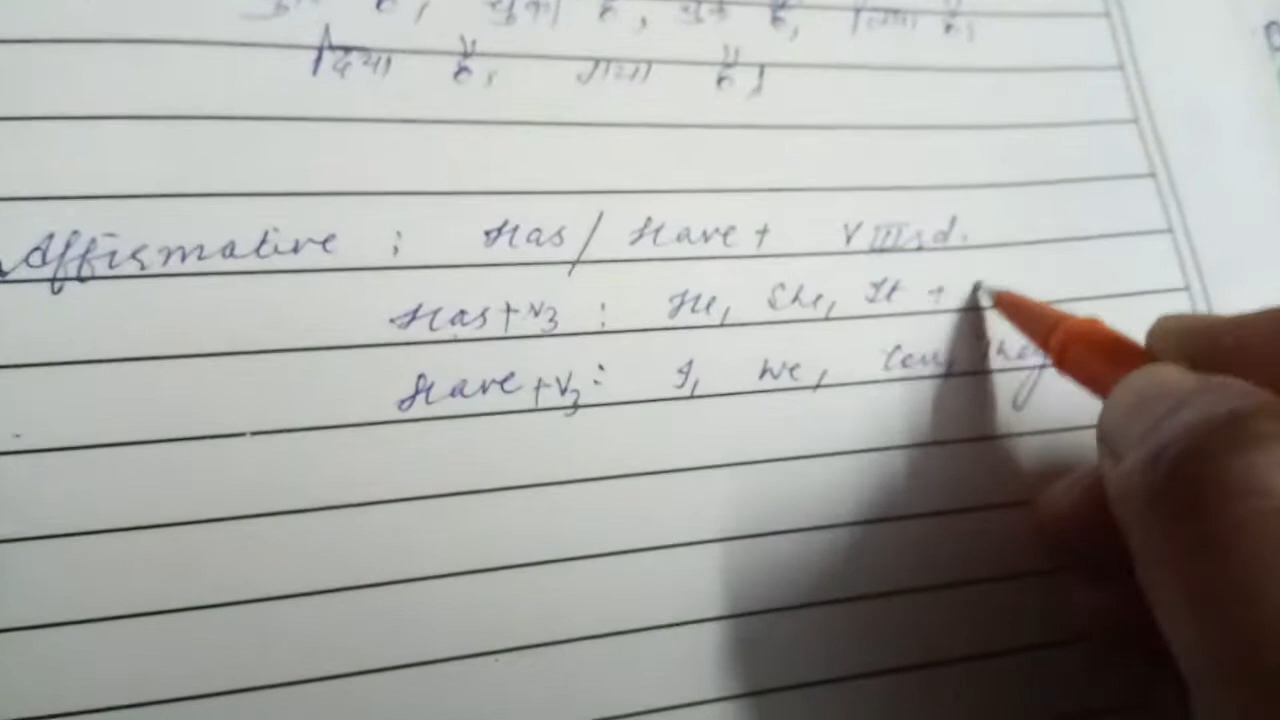 चुका है, चुके हैं, लिया है।
दिया है, गया है।
Affirmative : Has/ Have + V IIIrd.
Has + V3 : He, She, It +
Have + V3 : I, We, You, They